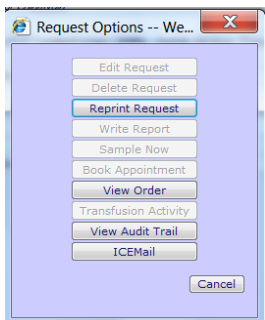 Request Options -- We...
Edit Request
Delete Request
Reprint Request
Write Report
Sample Now
Book Appointment
View Order
Transfusion Activity
View Audit Trail
ICEMail
Cancel